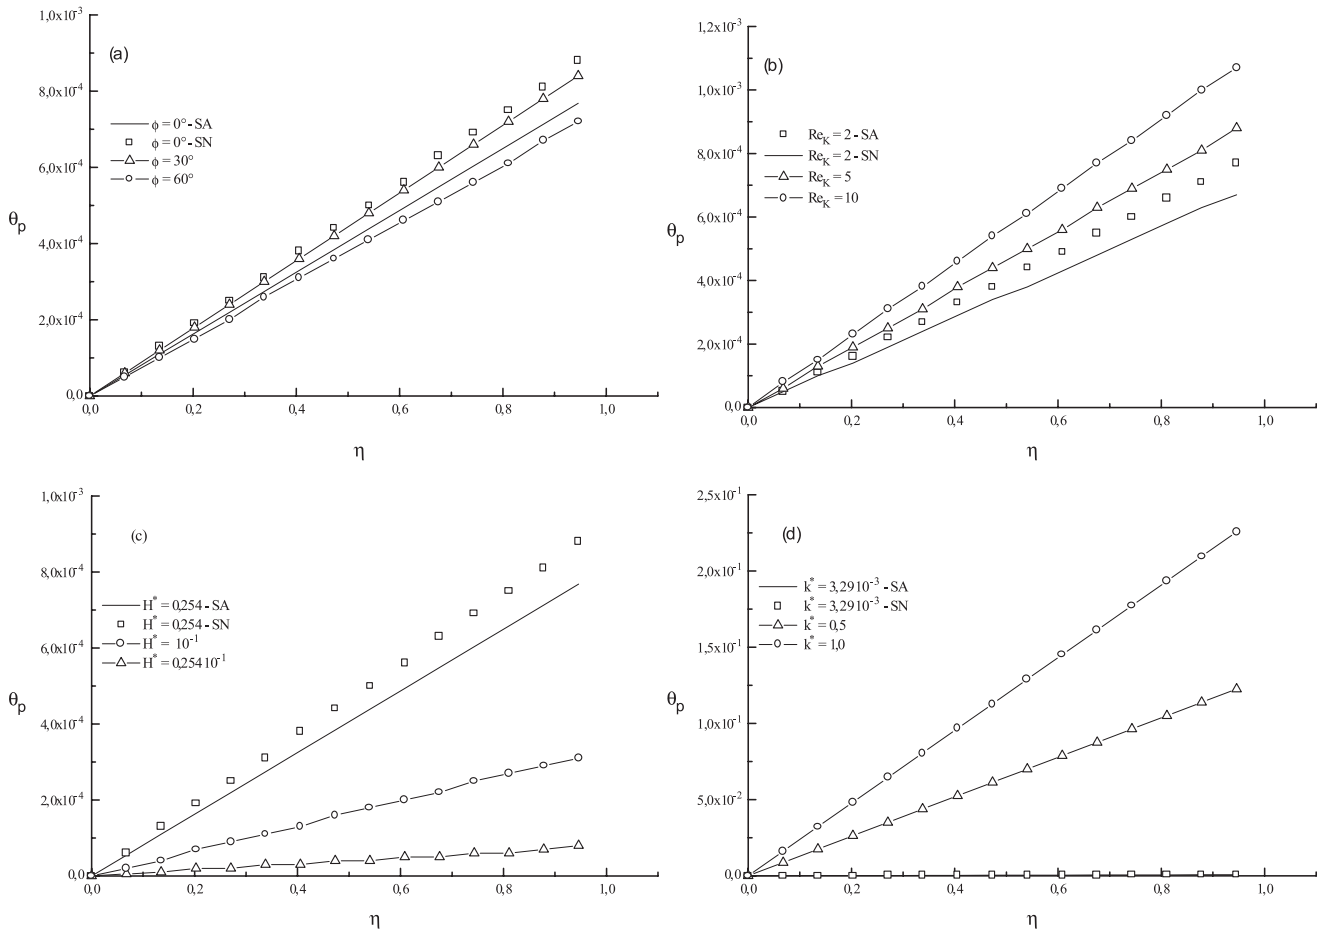 (a)
1,0x10⁻³
8,0x10⁻⁴
6,0x10⁻⁴
4,0x10⁻⁴
2,0x10⁻⁴
0,0
θp
ϕ = 0° - SA
ϕ = 0° - SN
ϕ = 30°
ϕ = 60°
0,0 0,2 0,4 0,6 0,8 1,0
η
(b)
1,2x10⁻³
1,0x10⁻³
8,0x10⁻⁴
6,0x10⁻⁴
4,0x10⁻⁴
2,0x10⁻⁴
0,0
θp
ReK = 2 - SA
ReK = 2 - SN
ReK = 5
ReK = 10
0,0 0,2 0,4 0,6 0,8 1,0
η
(c)
1,0x10⁻³
8,0x10⁻⁴
6,0x10⁻⁴
4,0x10⁻⁴
2,0x10⁻⁴
0,0
θp
H* = 0,254 - SA
H* = 0,254 - SN
H* = 10⁻¹
H* = 0,254 10⁻¹
0,0 0,2 0,4 0,6 0,8 1,0
η
(d)
2,5x10⁻¹
2,0x10⁻¹
1,5x10⁻¹
1,0x10⁻¹
5,0x10⁻²
0,0
θp
k* = 3,29 10⁻³ - SA
k* = 3,29 10⁻³ - SN
k* = 0,5
k* = 1,0
0,0 0,2 0,4 0,6 0,8 1,0
η